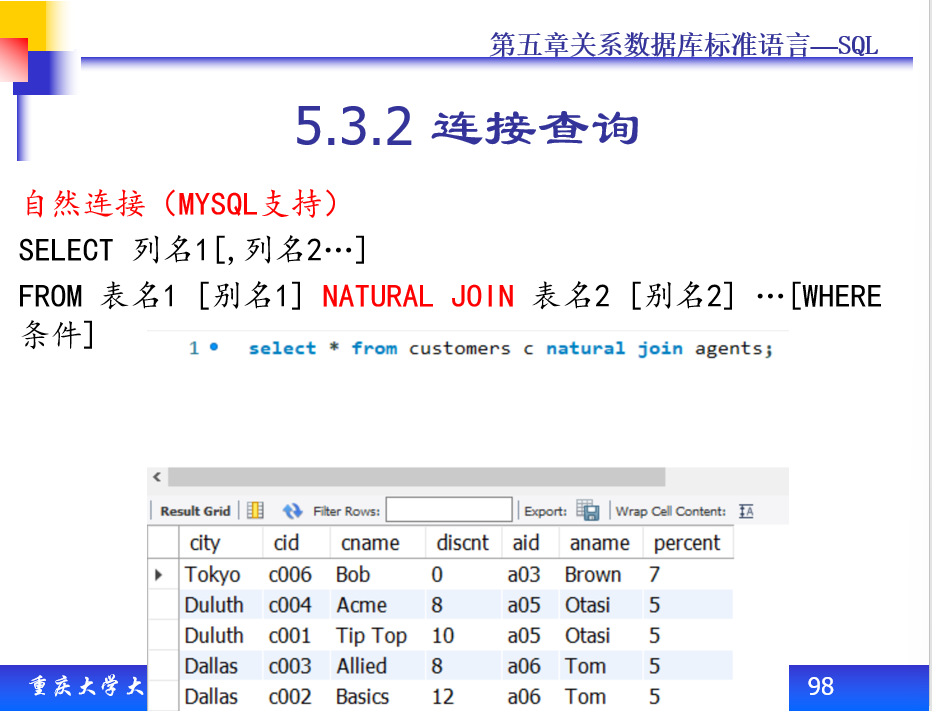 第五章关系数据库标准语言—SQL
5.3.2 连接查询
自然连接（MYSQL支持）
SELECT 列名1[,列名2…]
FROM 表名1 [别名1] NATURAL JOIN 表名2 [别名2] …[WHERE
条件]
1 select * from customers c natural join agents;
Result Grid Filter Rows: Export: Wrap Cell Content:
city cid cname discnt aid aname percent
Tokyo c006 Bob 0 a03 Brown 7
Duluth c004 Acme 8 a05 Otasi 5
Duluth c001 Tip Top 10 a05 Otasi 5
Dallas c003 Allied 8 a06 Tom 5
Dallas c002 Basics 12 a06 Tom 5
重庆大学大
98